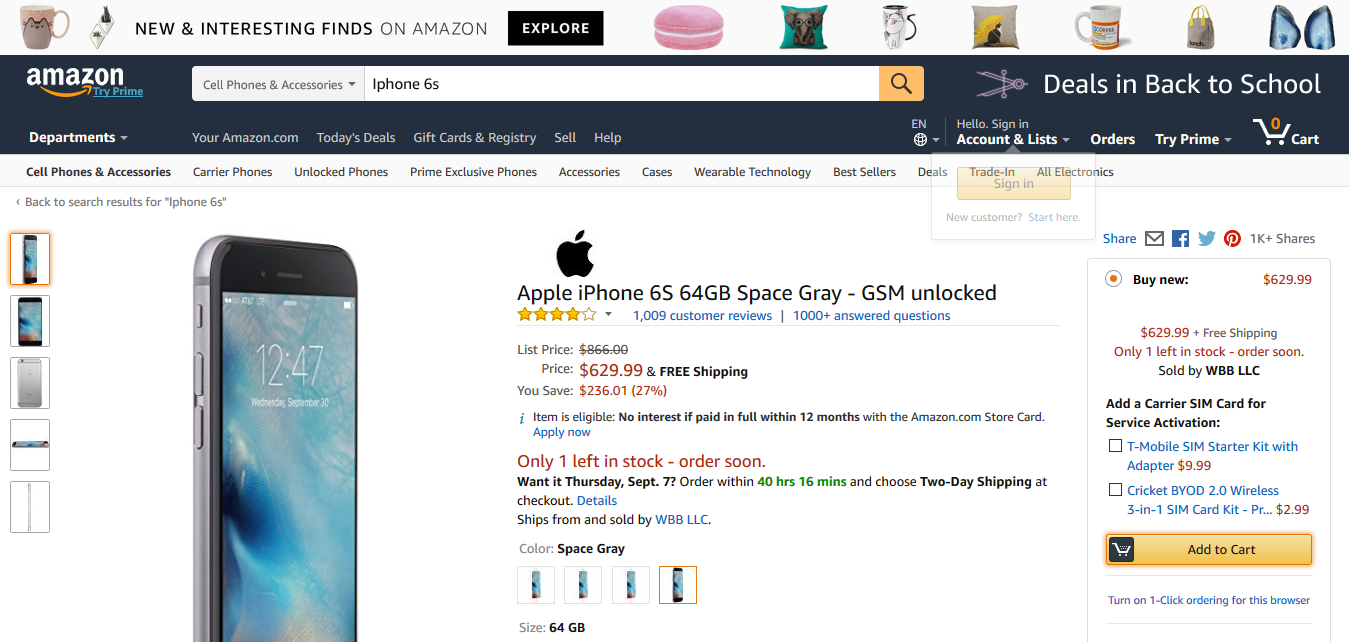 NEW & INTERESTING FINDS ON AMAZON
EXPLORE
COFFEE
lunch.
amazon
Try Prime
Cell Phones & Accessories
Iphone 6s
Deals in Back to School
Departments
Your Amazon.com
Today's Deals
Gift Cards & Registry
Sell
Help
EN
Hello. Sign in
Account & Lists
Orders
Try Prime
0
Cart
Cell Phones & Accessories
Carrier Phones
Unlocked Phones
Prime Exclusive Phones
Accessories
Cases
Wearable Technology
Best Sellers
Deals
Trade-In
All Electronics
Sign in
New customer? Start here.
‹ Back to search results for "Iphone 6s"
AT&T LTE
12:47
Wednesday, September 30
Apple iPhone 6S 64GB Space Gray - GSM unlocked
1,009 customer reviews | 1000+ answered questions
List Price: $866.00
Price: $629.99 & FREE Shipping
You Save: $236.01 (27%)
i Item is eligible: No interest if paid in full within 12 months with the Amazon.com Store Card.
Apply now
Only 1 left in stock - order soon.
Want it Thursday, Sept. 7? Order within 40 hrs 16 mins and choose Two-Day Shipping at
checkout. Details
Ships from and sold by WBB LLC.
Color: Space Gray
Size: 64 GB
Share
1K+ Shares
Buy new: $629.99
$629.99 + Free Shipping
Only 1 left in stock - order soon.
Sold by WBB LLC
Add a Carrier SIM Card for
Service Activation:
T-Mobile SIM Starter Kit with
Adapter $9.99
Cricket BYOD 2.0 Wireless
3-in-1 SIM Card Kit - Pr... $2.99
Add to Cart
Turn on 1-Click ordering for this browser